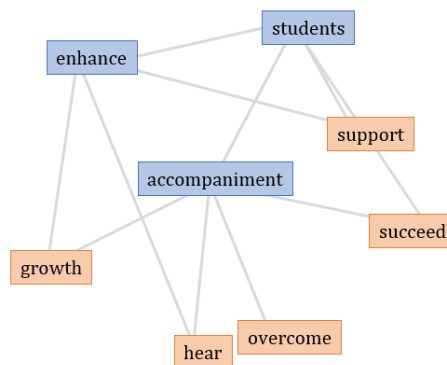 students
enhance
support
accompaniment
succeed
growth
overcome
hear